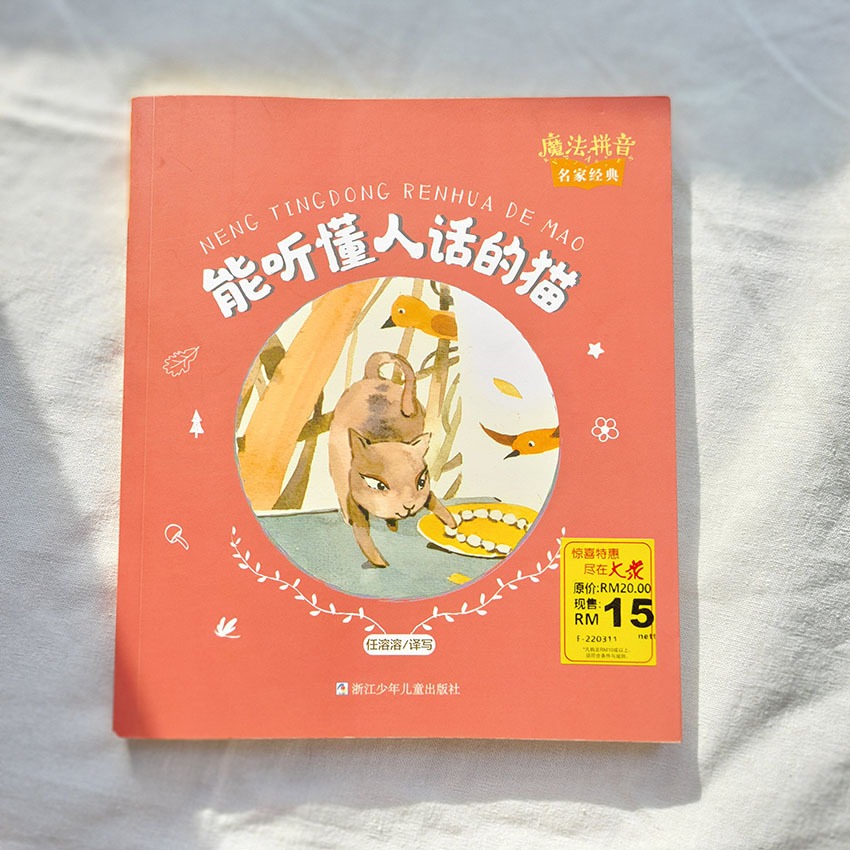 魔法拼音
名家经典
NENG TINGDONG RENHUA DE MAO
能听懂人话的猫
惊喜特惠
尽在大众
原价:RM20.00
现售:
RM 15
F-220311 nett
任溶溶/译写
浙江少年儿童出版社